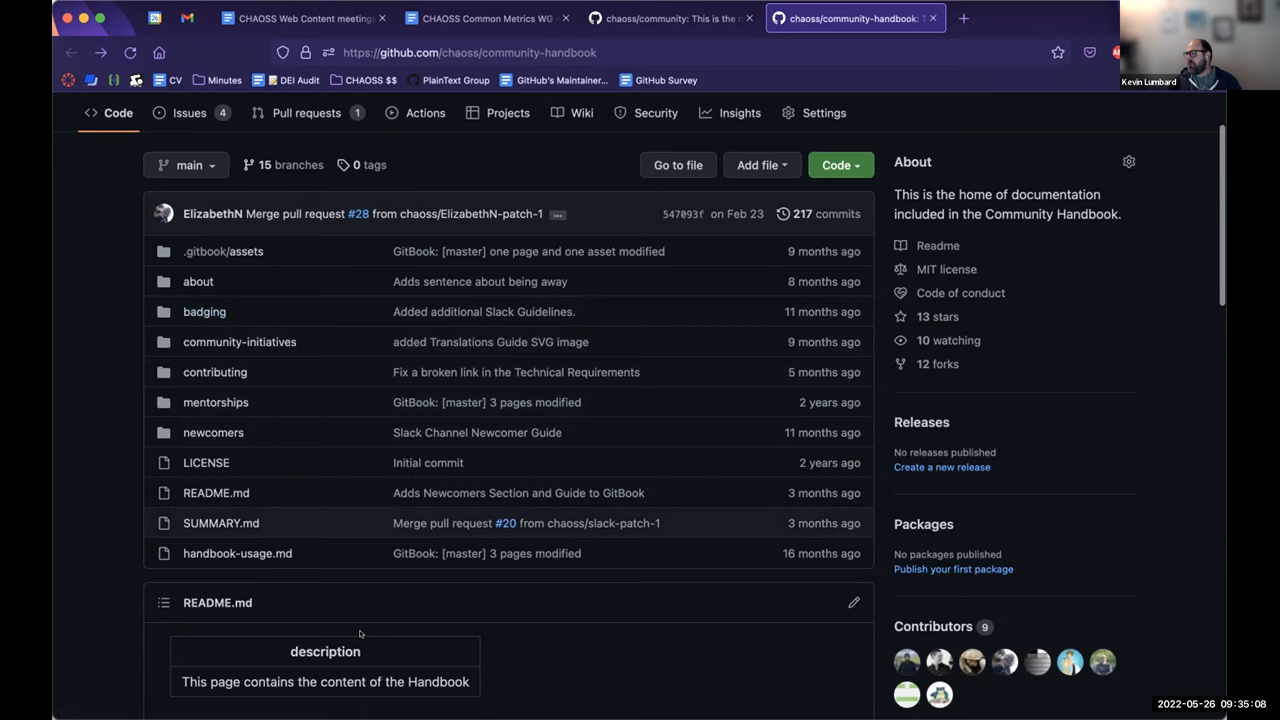 CHAOSS Web Content meeting
CHAOSS Common Metrics WG
chaoss/community: This is the
chaoss/community-handbook: T
https://github.com/chaoss/community-handbook
CV
Minutes
DEI Audit
CHAOSS $$
PlainText Group
GitHub's Maintainer...
GitHub Survey
Kevin Lumbard
Code
Issues 4
Pull requests 1
Actions
Projects
Wiki
Security
Insights
Settings
main
15 branches
0 tags
Go to file
Add file
Code
ElizabethN Merge pull request #28 from chaoss/ElizabethN-patch-1 ... 547093f on Feb 23 217 commits
.gitbook/assets GitBook: [master] one page and one asset modified 9 months ago
about Adds sentence about being away 8 months ago
badging Added additional Slack Guidelines. 11 months ago
community-initiatives added Translations Guide SVG image 9 months ago
contributing Fix a broken link in the Technical Requirements 5 months ago
mentorships GitBook: [master] 3 pages modified 2 years ago
newcomers Slack Channel Newcomer Guide 11 months ago
LICENSE Initial commit 2 years ago
README.md Adds Newcomers Section and Guide to GitBook 3 months ago
SUMMARY.md Merge pull request #20 from chaoss/slack-patch-1 3 months ago
handbook-usage.md GitBook: [master] 3 pages modified 16 months ago
README.md
description
This page contains the content of the Handbook
About
This is the home of documentation
included in the Community Handbook.
Readme
MIT license
Code of conduct
13 stars
10 watching
12 forks
Releases
No releases published
Create a new release
Packages
No packages published
Publish your first package
Contributors 9
2022-05-26 09:35:08